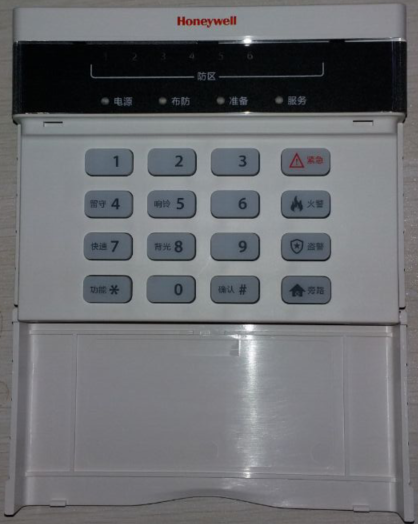 Honeywell
1 2 3 4 5 6
防区
电源 布防 准备 服务
1 2 3 紧急
留守 4 响铃 5 6 火警
快速 7 背光 8 9 盗警
功能 * 0 确认 # 旁路